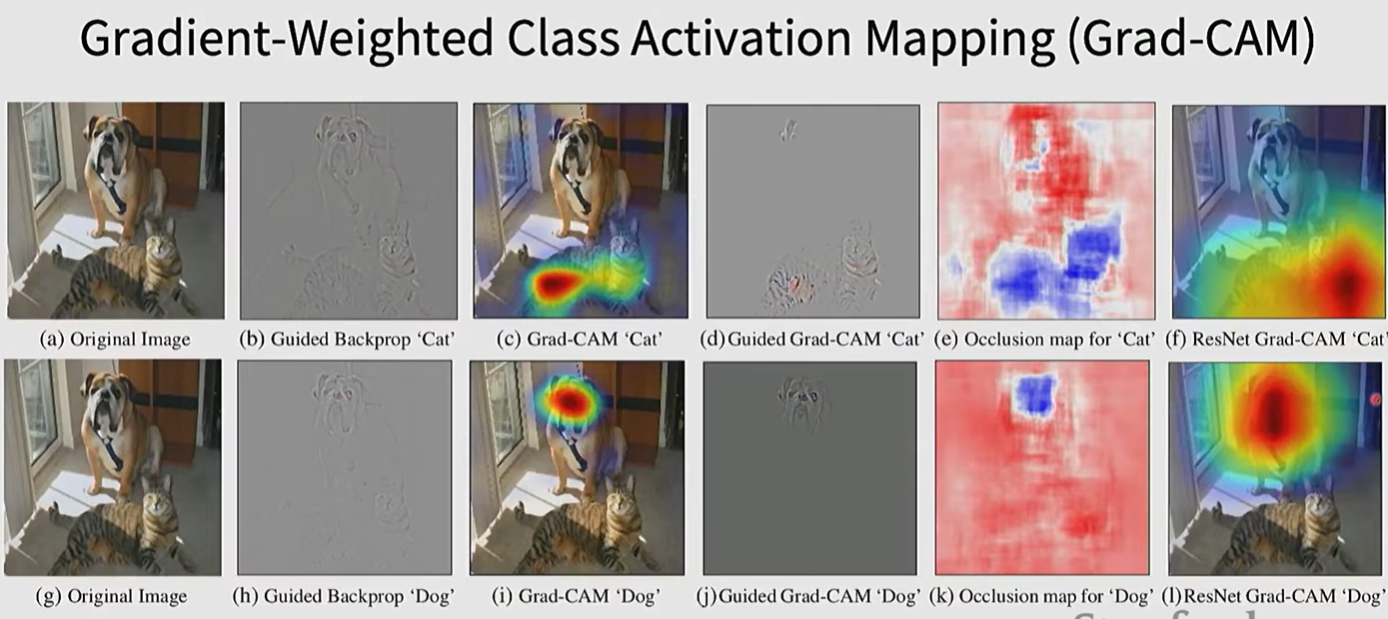 Gradient-Weighted Class Activation Mapping (Grad-CAM)
(a) Original Image
(b) Guided Backprop ‘Cat’
(c) Grad-CAM ‘Cat’
(d) Guided Grad-CAM ‘Cat’
(e) Occlusion map for ‘Cat’
(f) ResNet Grad-CAM ‘Cat’
(g) Original Image
(h) Guided Backprop ‘Dog’
(i) Grad-CAM ‘Dog’
(j) Guided Grad-CAM ‘Dog’
(k) Occlusion map for ‘Dog’
(l) ResNet Grad-CAM ‘Dog’